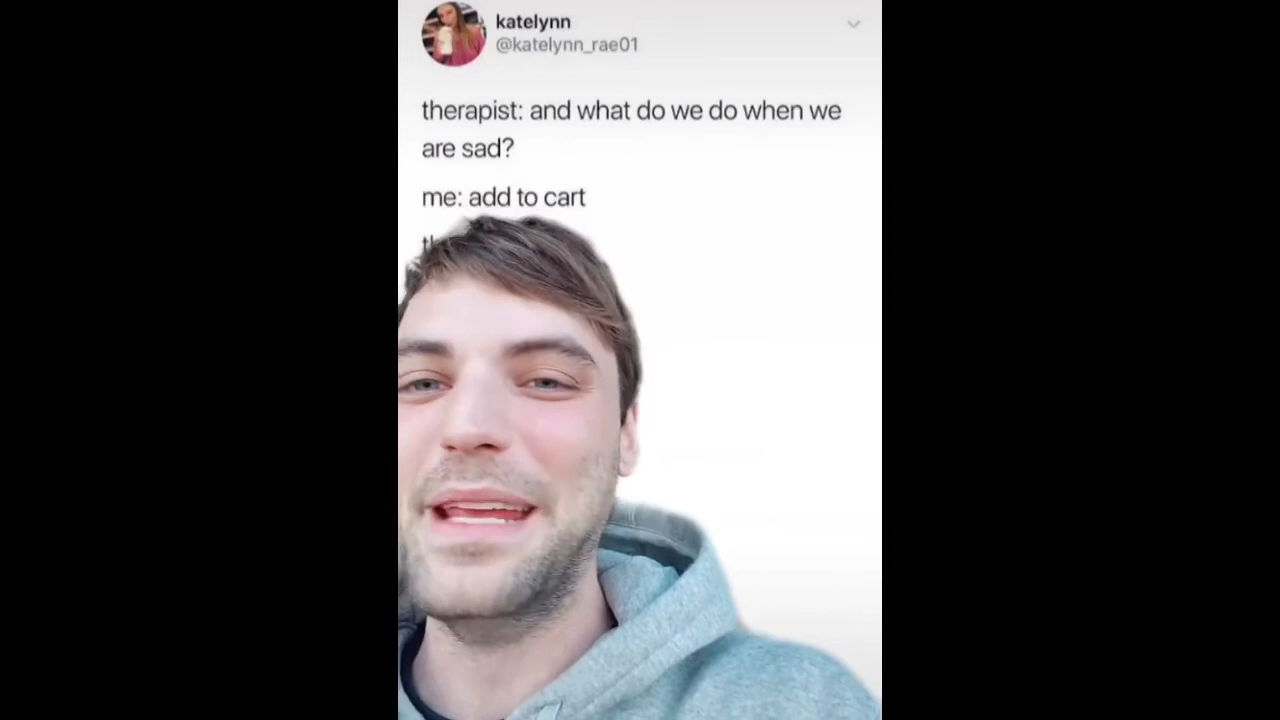 katelynn
@katelynn_rae01
therapist: and what do we do when we
are sad?
me: add to cart